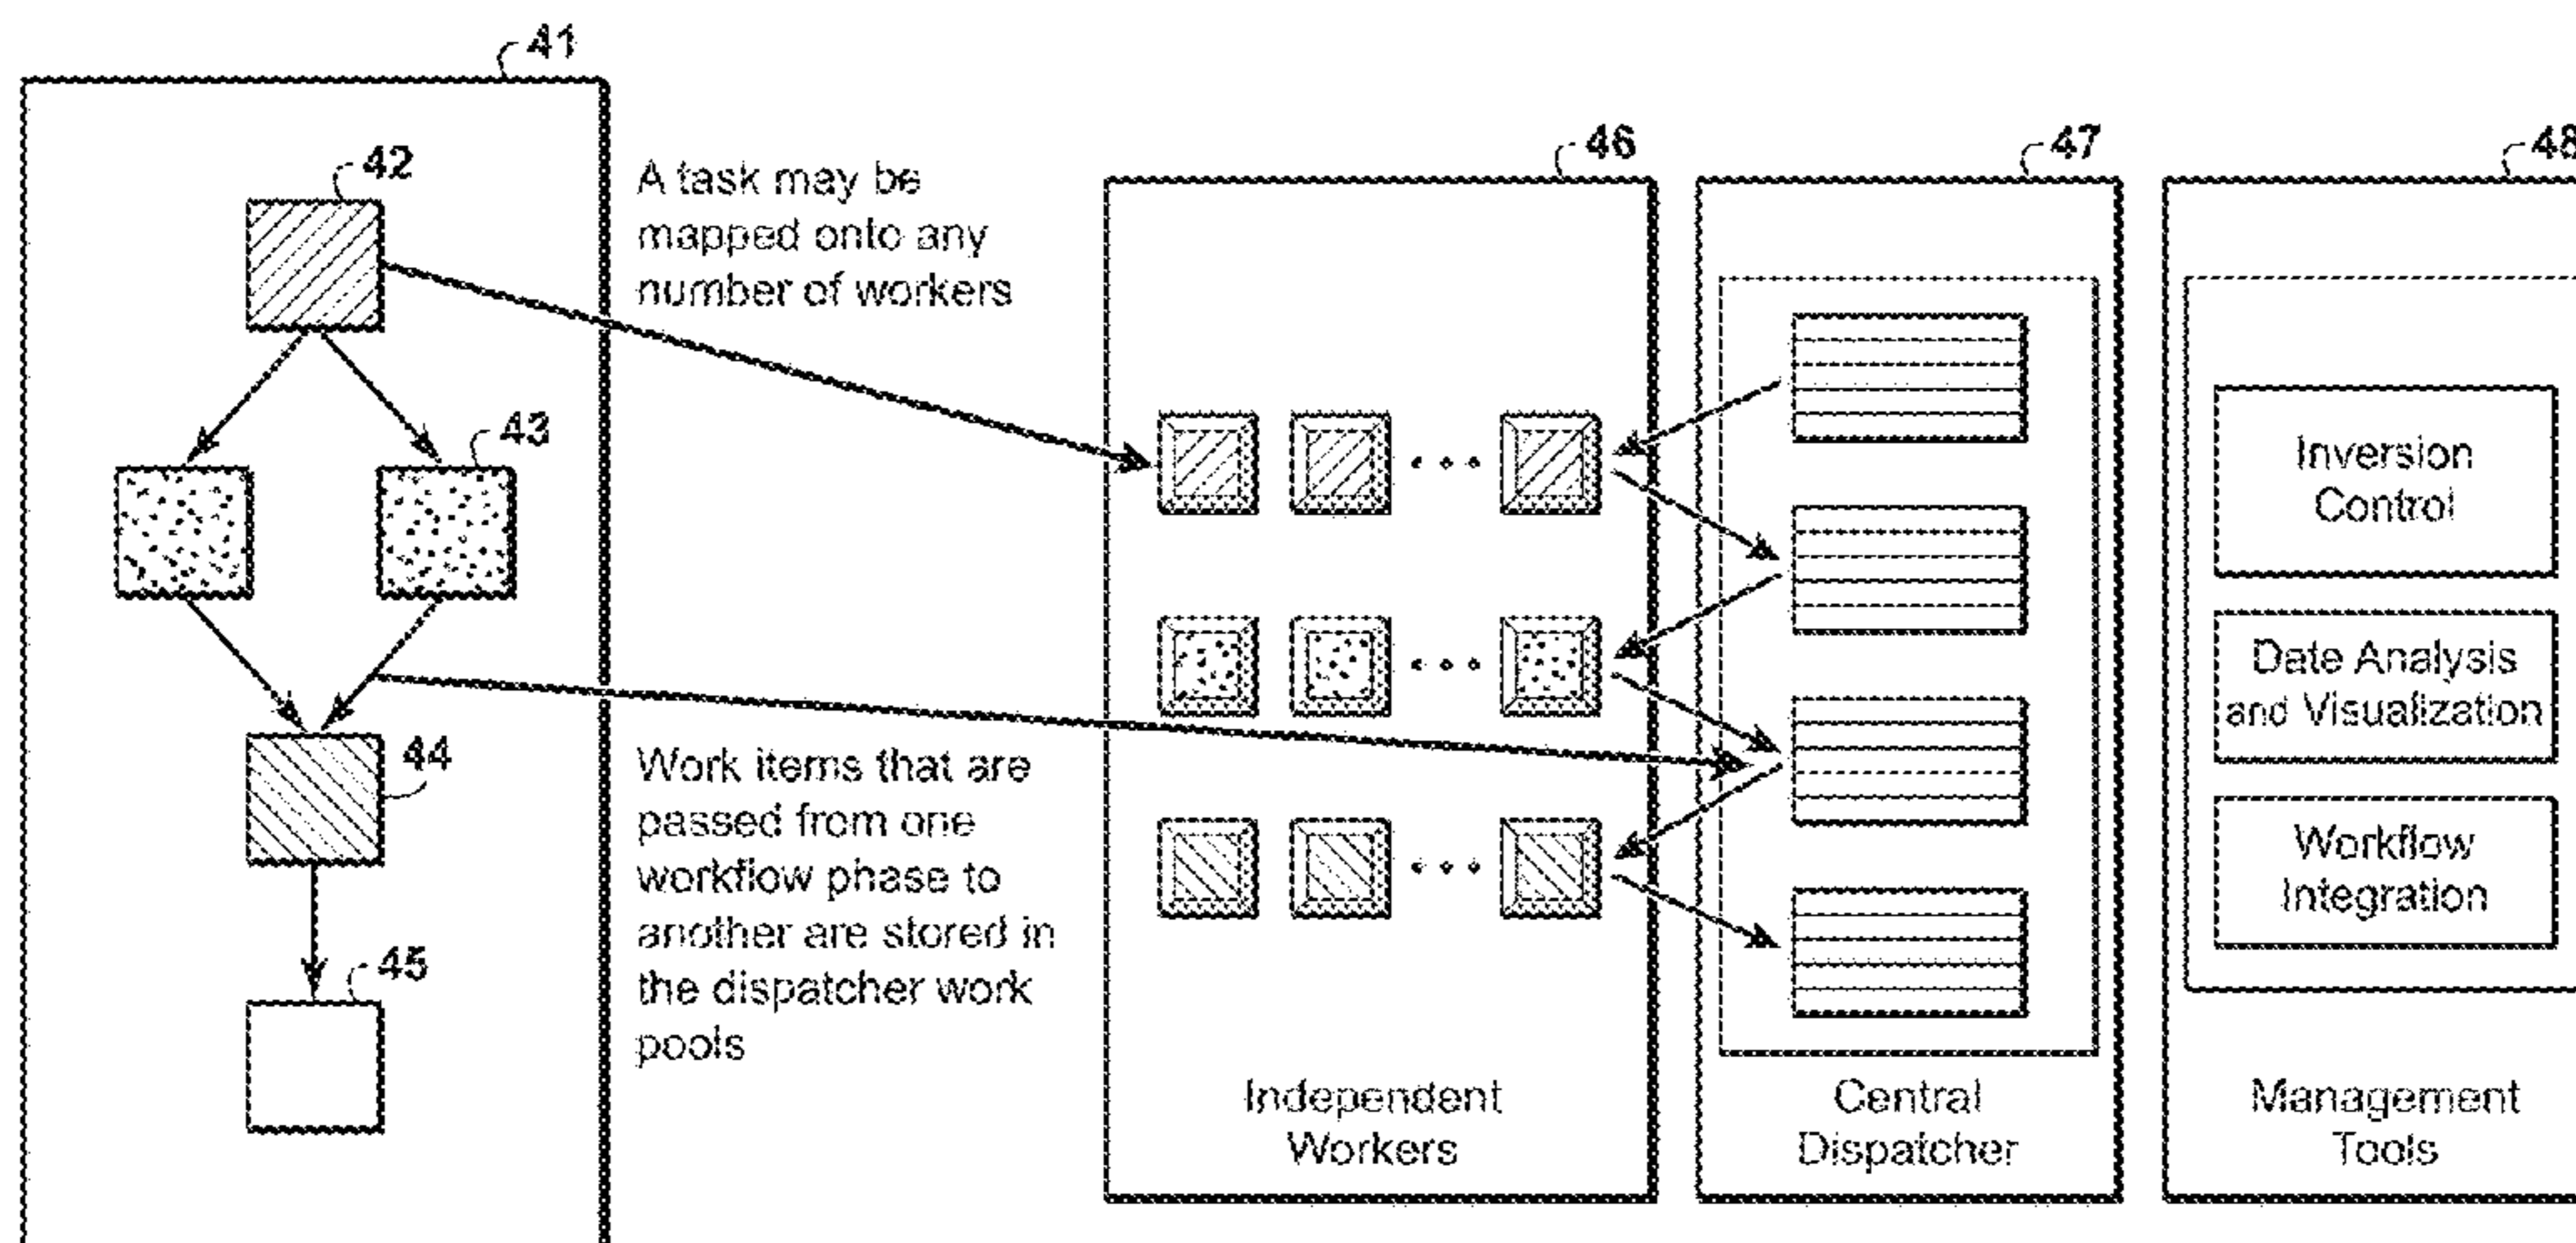 41
42
A task may be
mapped onto any
number of workers
43
44
Work items that are
passed from one
workflow phase to
another are stored in
the dispatcher work
pools
45
46
Independent
Workers
47
Central
Dispatcher
48
Inversion
Control
Date Analysis
and Visualization
Workflow
Integration
Management
Tools